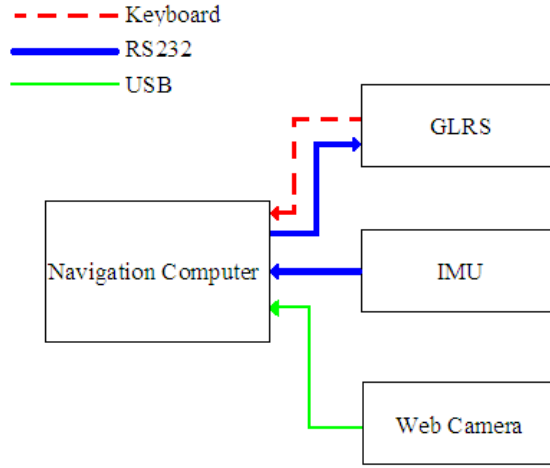 Keyboard
RS232
USB
GLRS
Navigation Computer
IMU
Web Camera